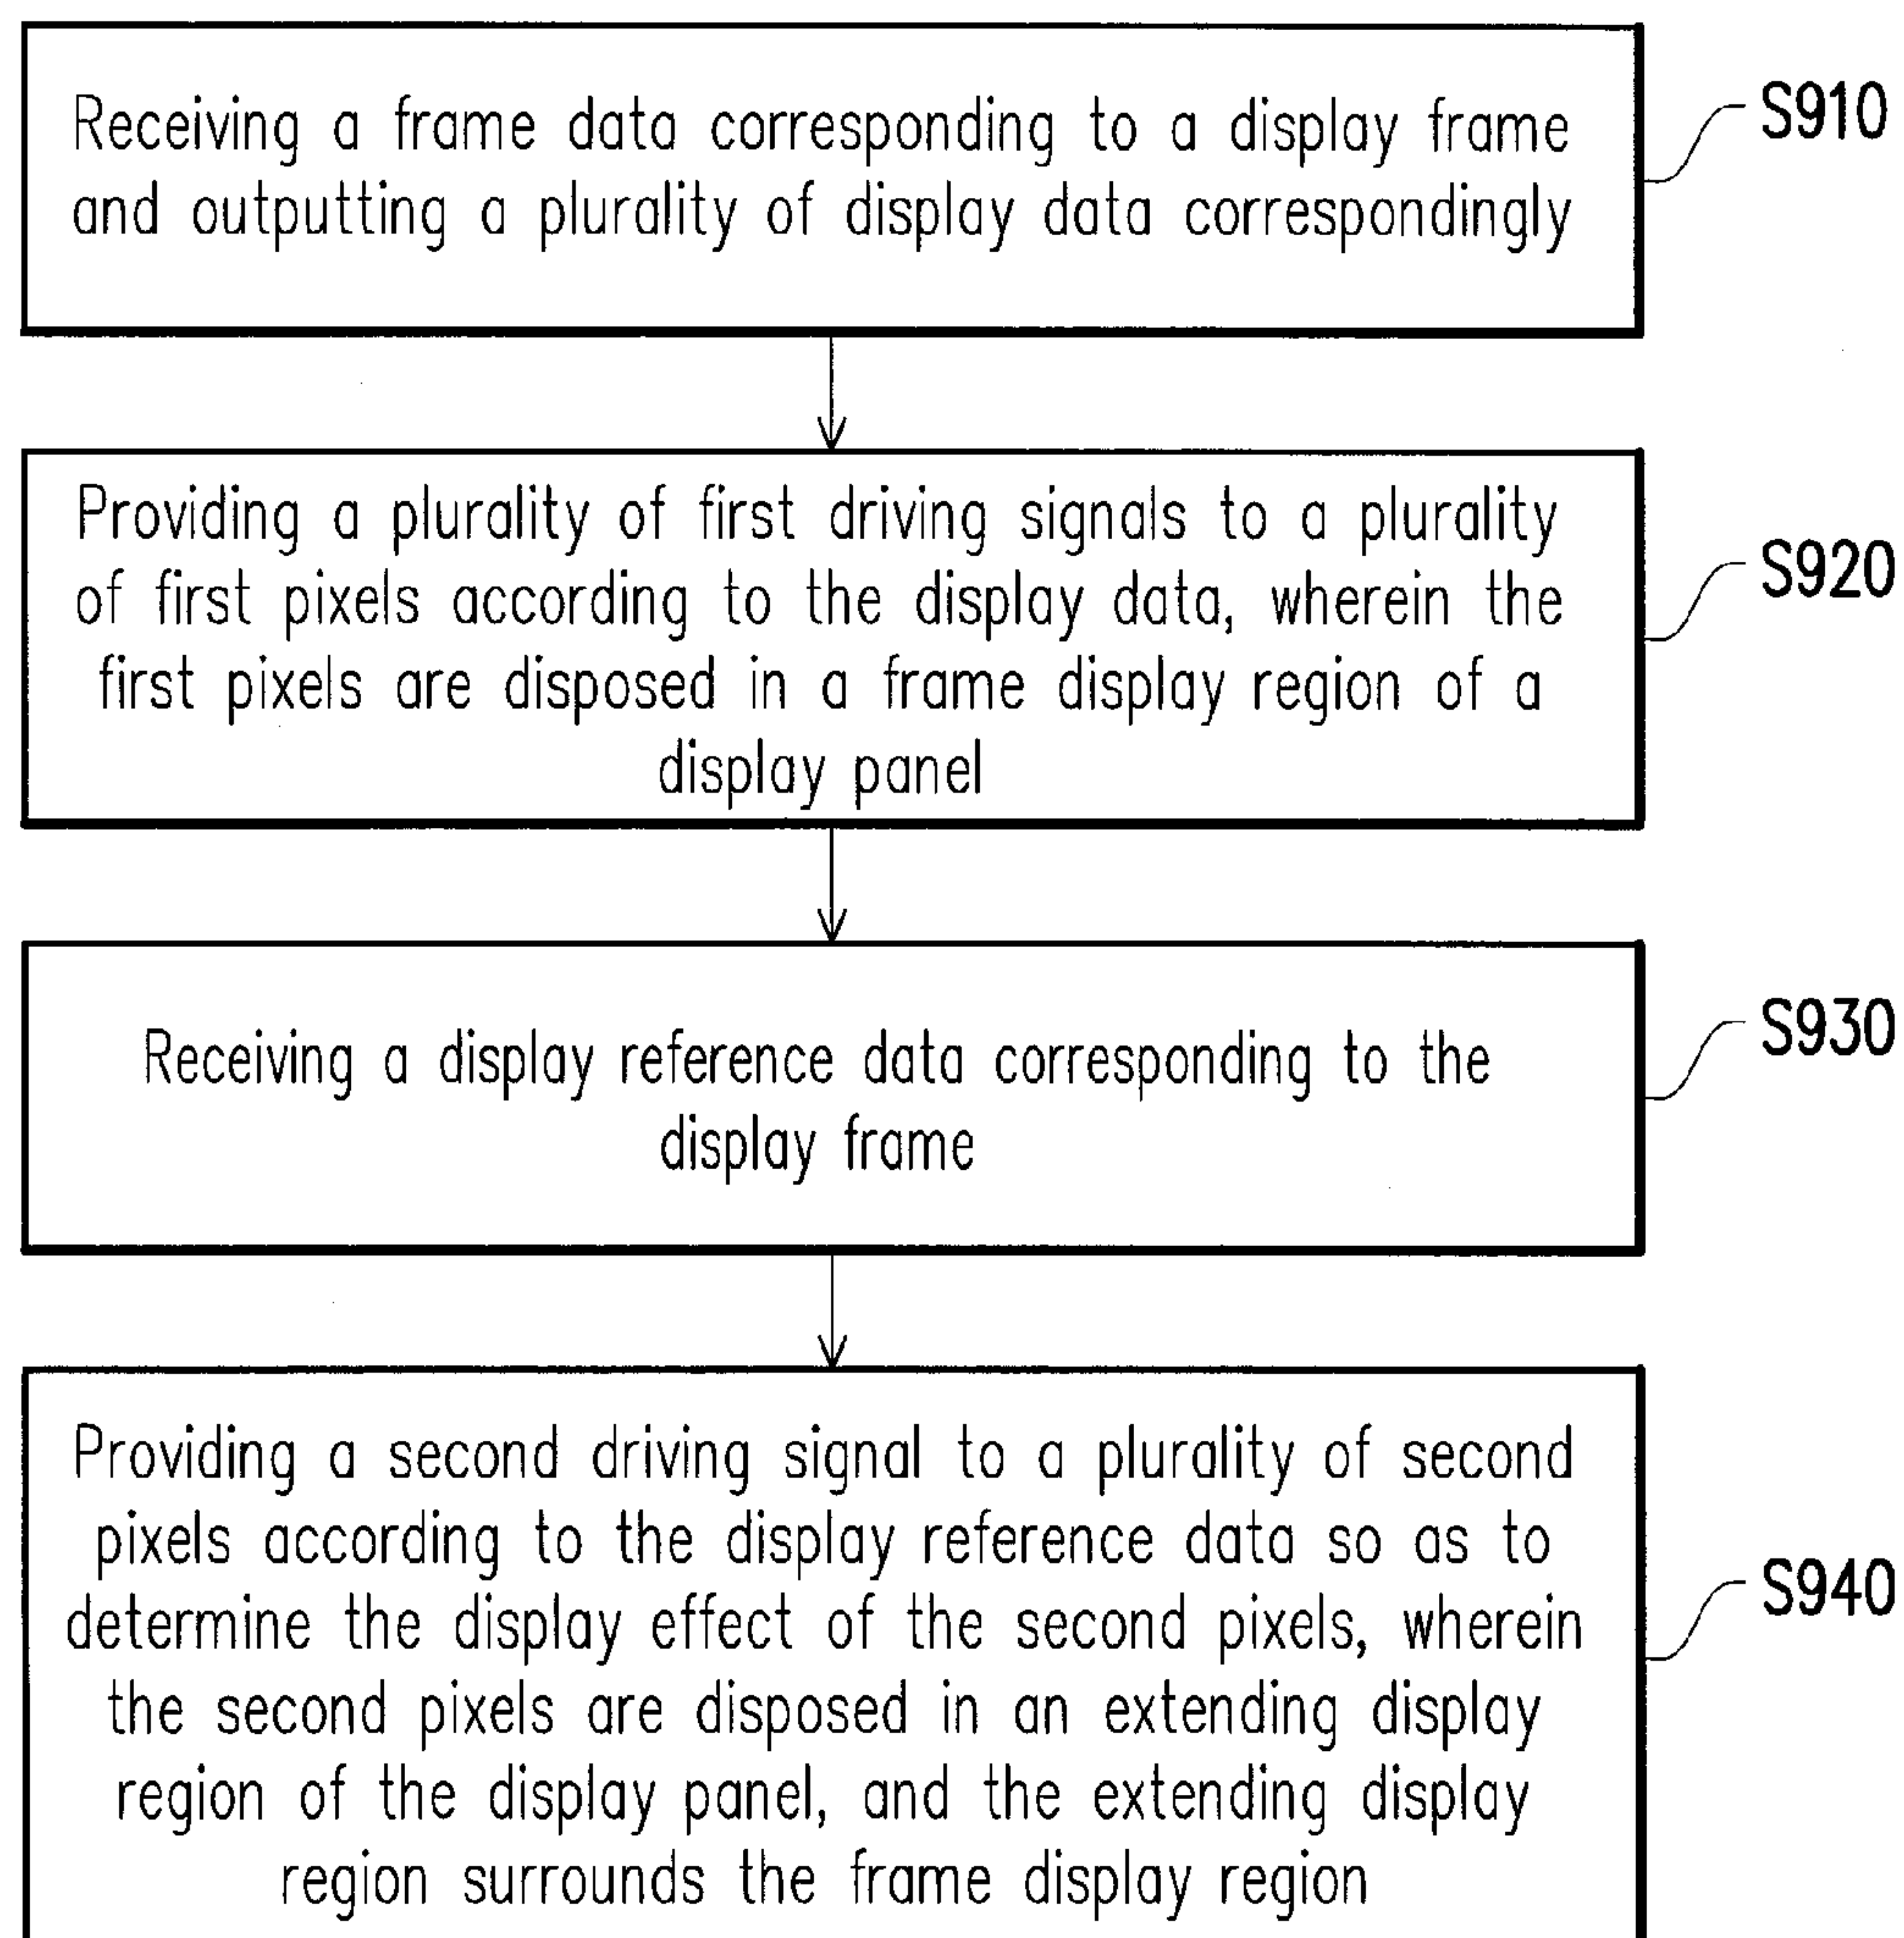 Receiving a frame data corresponding to a display frame
and outputting a plurality of display data correspondingly
S910
Providing a plurality of first driving signals to a plurality
of first pixels according to the display data, wherein the
first pixels are disposed in a frame display region of a
display panel
S920
Receiving a display reference data corresponding to the
display frame
S930
Providing a second driving signal to a plurality of second
pixels according to the display reference data so as to
determine the display effect of the second pixels, wherein
the second pixels are disposed in an extending display
region of the display panel, and the extending display
region surrounds the frame display region
S940